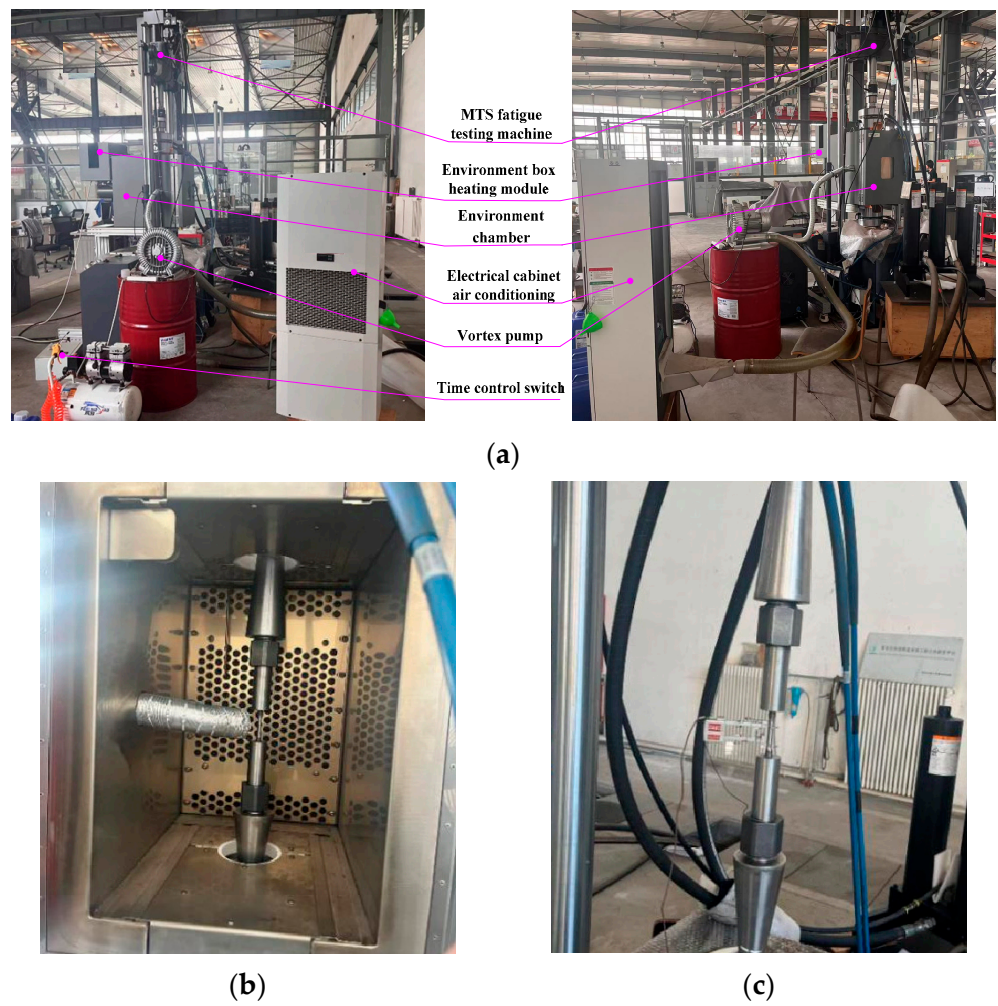 MTS fatigue
testing machine
Environment box
heating module
Environment
chamber
Electrical cabinet
air conditioning
Vortex pump
Time control switch
(a)
(b)
(c)